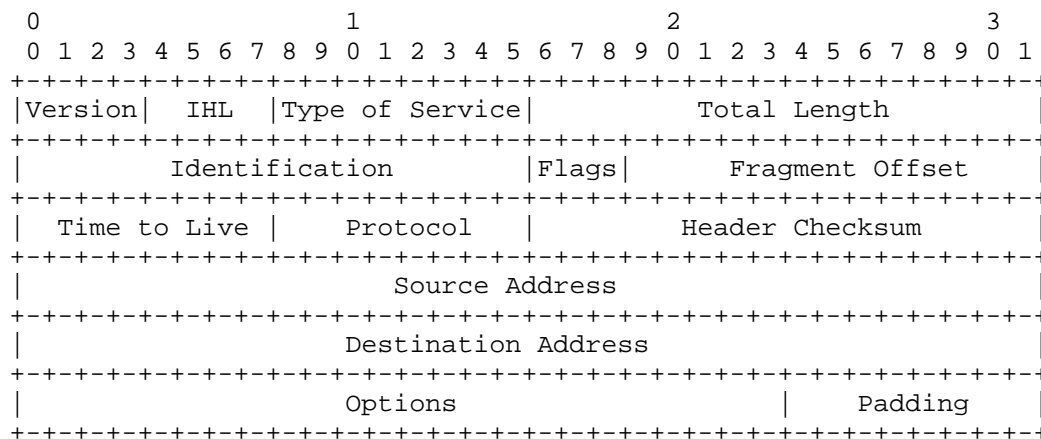 0                   1                   2                   3
 0 1 2 3 4 5 6 7 8 9 0 1 2 3 4 5 6 7 8 9 0 1 2 3 4 5 6 7 8 9 0 1
+-+-+-+-+-+-+-+-+-+-+-+-+-+-+-+-+-+-+-+-+-+-+-+-+-+-+-+-+-+-+-+-+
|Version|  IHL  |Type of Service|          Total Length         |
+-+-+-+-+-+-+-+-+-+-+-+-+-+-+-+-+-+-+-+-+-+-+-+-+-+-+-+-+-+-+-+-+
|         Identification        |Flags|      Fragment Offset    |
+-+-+-+-+-+-+-+-+-+-+-+-+-+-+-+-+-+-+-+-+-+-+-+-+-+-+-+-+-+-+-+-+
|  Time to Live |    Protocol   |         Header Checksum       |
+-+-+-+-+-+-+-+-+-+-+-+-+-+-+-+-+-+-+-+-+-+-+-+-+-+-+-+-+-+-+-+-+
|                       Source Address                          |
+-+-+-+-+-+-+-+-+-+-+-+-+-+-+-+-+-+-+-+-+-+-+-+-+-+-+-+-+-+-+-+-+
|                    Destination Address                        |
+-+-+-+-+-+-+-+-+-+-+-+-+-+-+-+-+-+-+-+-+-+-+-+-+-+-+-+-+-+-+-+-+
|                    Options                    |    Padding    |
+-+-+-+-+-+-+-+-+-+-+-+-+-+-+-+-+-+-+-+-+-+-+-+-+-+-+-+-+-+-+-+-+